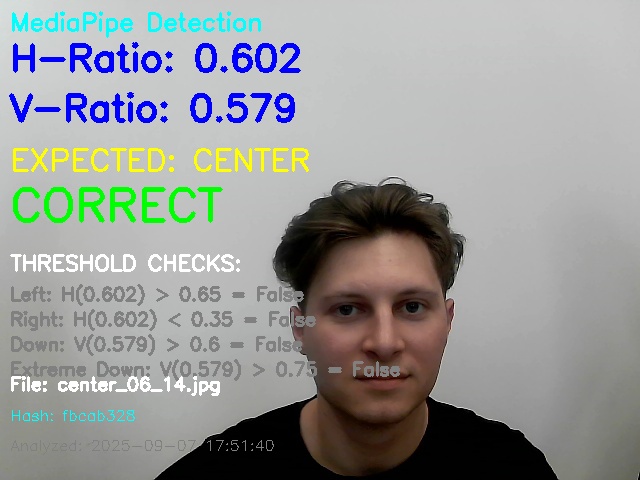 MediaPipe Detection
H-Ratio: 0.602
V-Ratio: 0.579
EXPECTED: CENTER
CORRECT
THRESHOLD CHECKS:
Left: H(0.602) > 0.65 = False
Right: H(0.602) < 0.35 = False
Down: V(0.579) > 0.6 = False
Extreme Down: V(0.579) > 0.75 = False
File: center_06_14.jpg
Hash: fbcab328
Analyzed: 2025-09-07 17:51:40